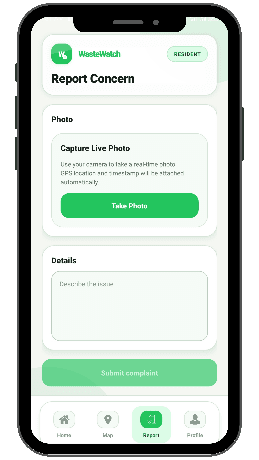 WasteWatch
RESIDENT
Report Concern
Photo
Capture Live Photo
Use your camera to take a real-time photo.
GPS location and timestamp will be attached
automatically.
Take Photo
Details
Describe the issue
Submit complaint
Home
Map
Report
Profile